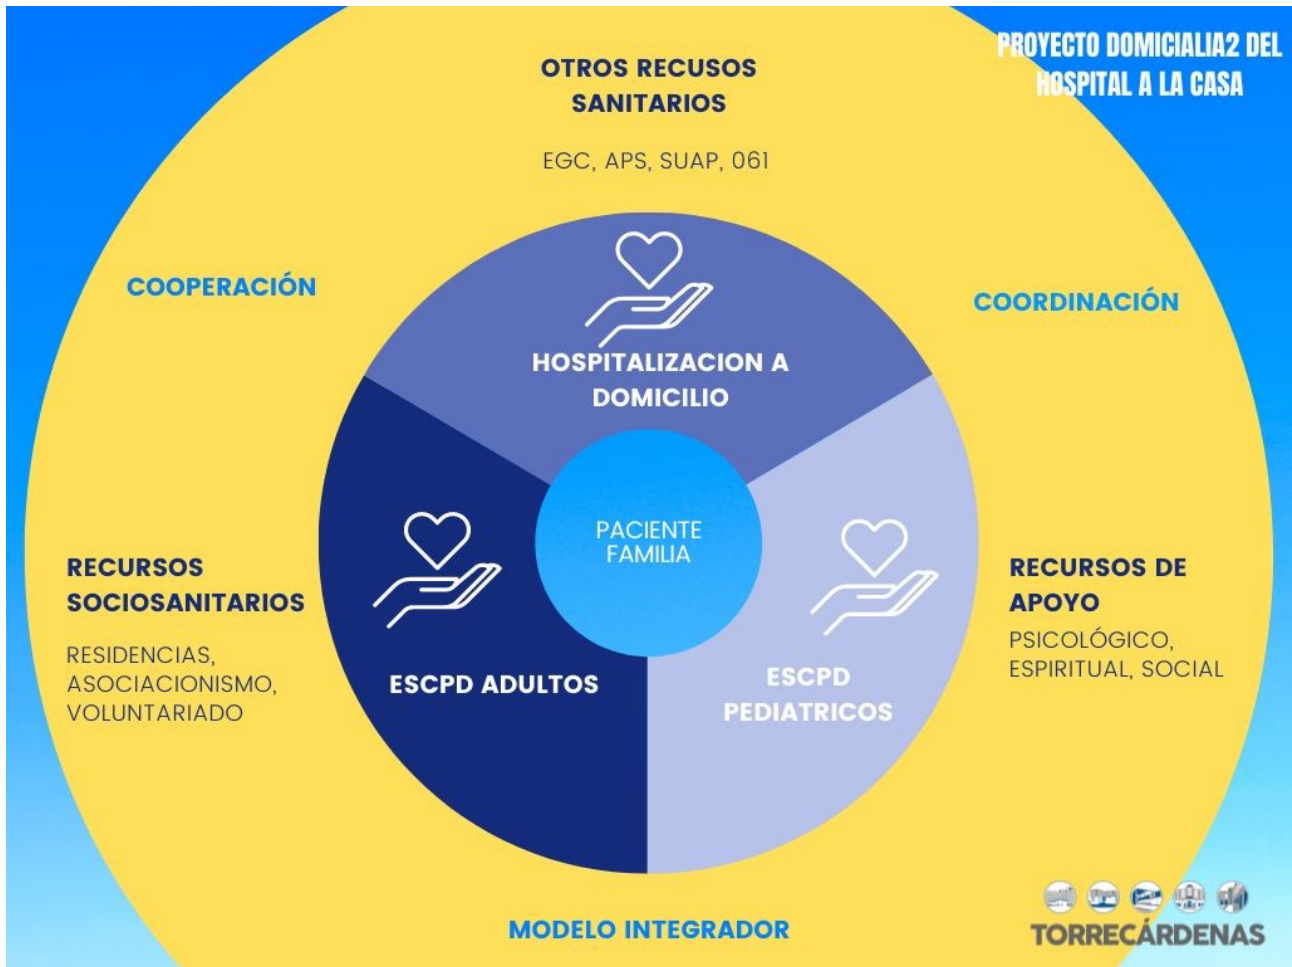 PROYECTO DOMICIALIA2 DEL
HOSPITAL A LA CASA
OTROS RECUSOS
SANITARIOS
EGC, APS, SUAP, 061
COOPERACIÓN
COORDINACIÓN
HOSPITALIZACION A
DOMICILIO
PACIENTE
FAMILIA
RECURSOS
SOCIOSANITARIOS
RESIDENCIAS,
ASOCIACIONISMO,
VOLUNTARIADO
ESCPD ADULTOS
ESCPD
PEDIATRICOS
RECURSOS DE
APOYO
PSICOLÓGICO,
ESPIRITUAL, SOCIAL
MODELO INTEGRADOR
TORRECÁRDENAS